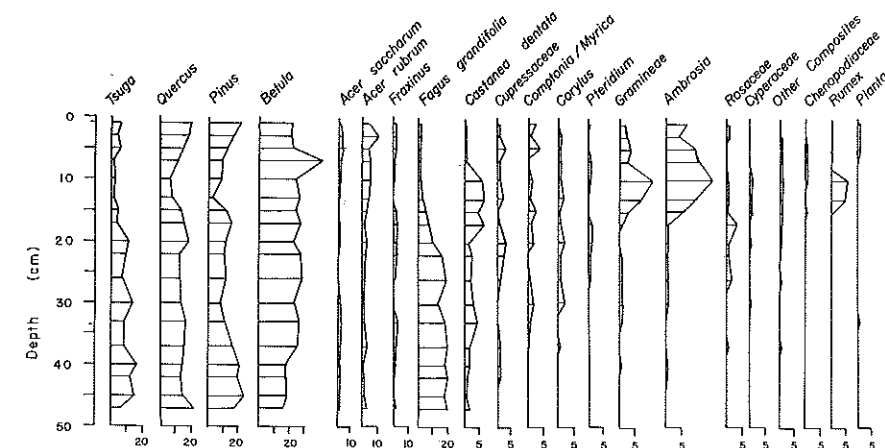 Tsuga
Quercus
Pinus
Betula
Acer saccharum
Acer rubrum
Fraxinus
Fagus grandifolia
Castanea dentata
Cupressaceae
Comptonia / Myrica
Corylus
Pteridium
Gramineae
Ambrosia
Rosaceae
Cyperaceae
Other Composites
Chenopodiaceae
Rumex
Planta
Depth (cm)
0
10
20
30
40
50
20 20 20 20 10 10 10 20 5 5 5 5 5 5 5 5 5 5 5 5